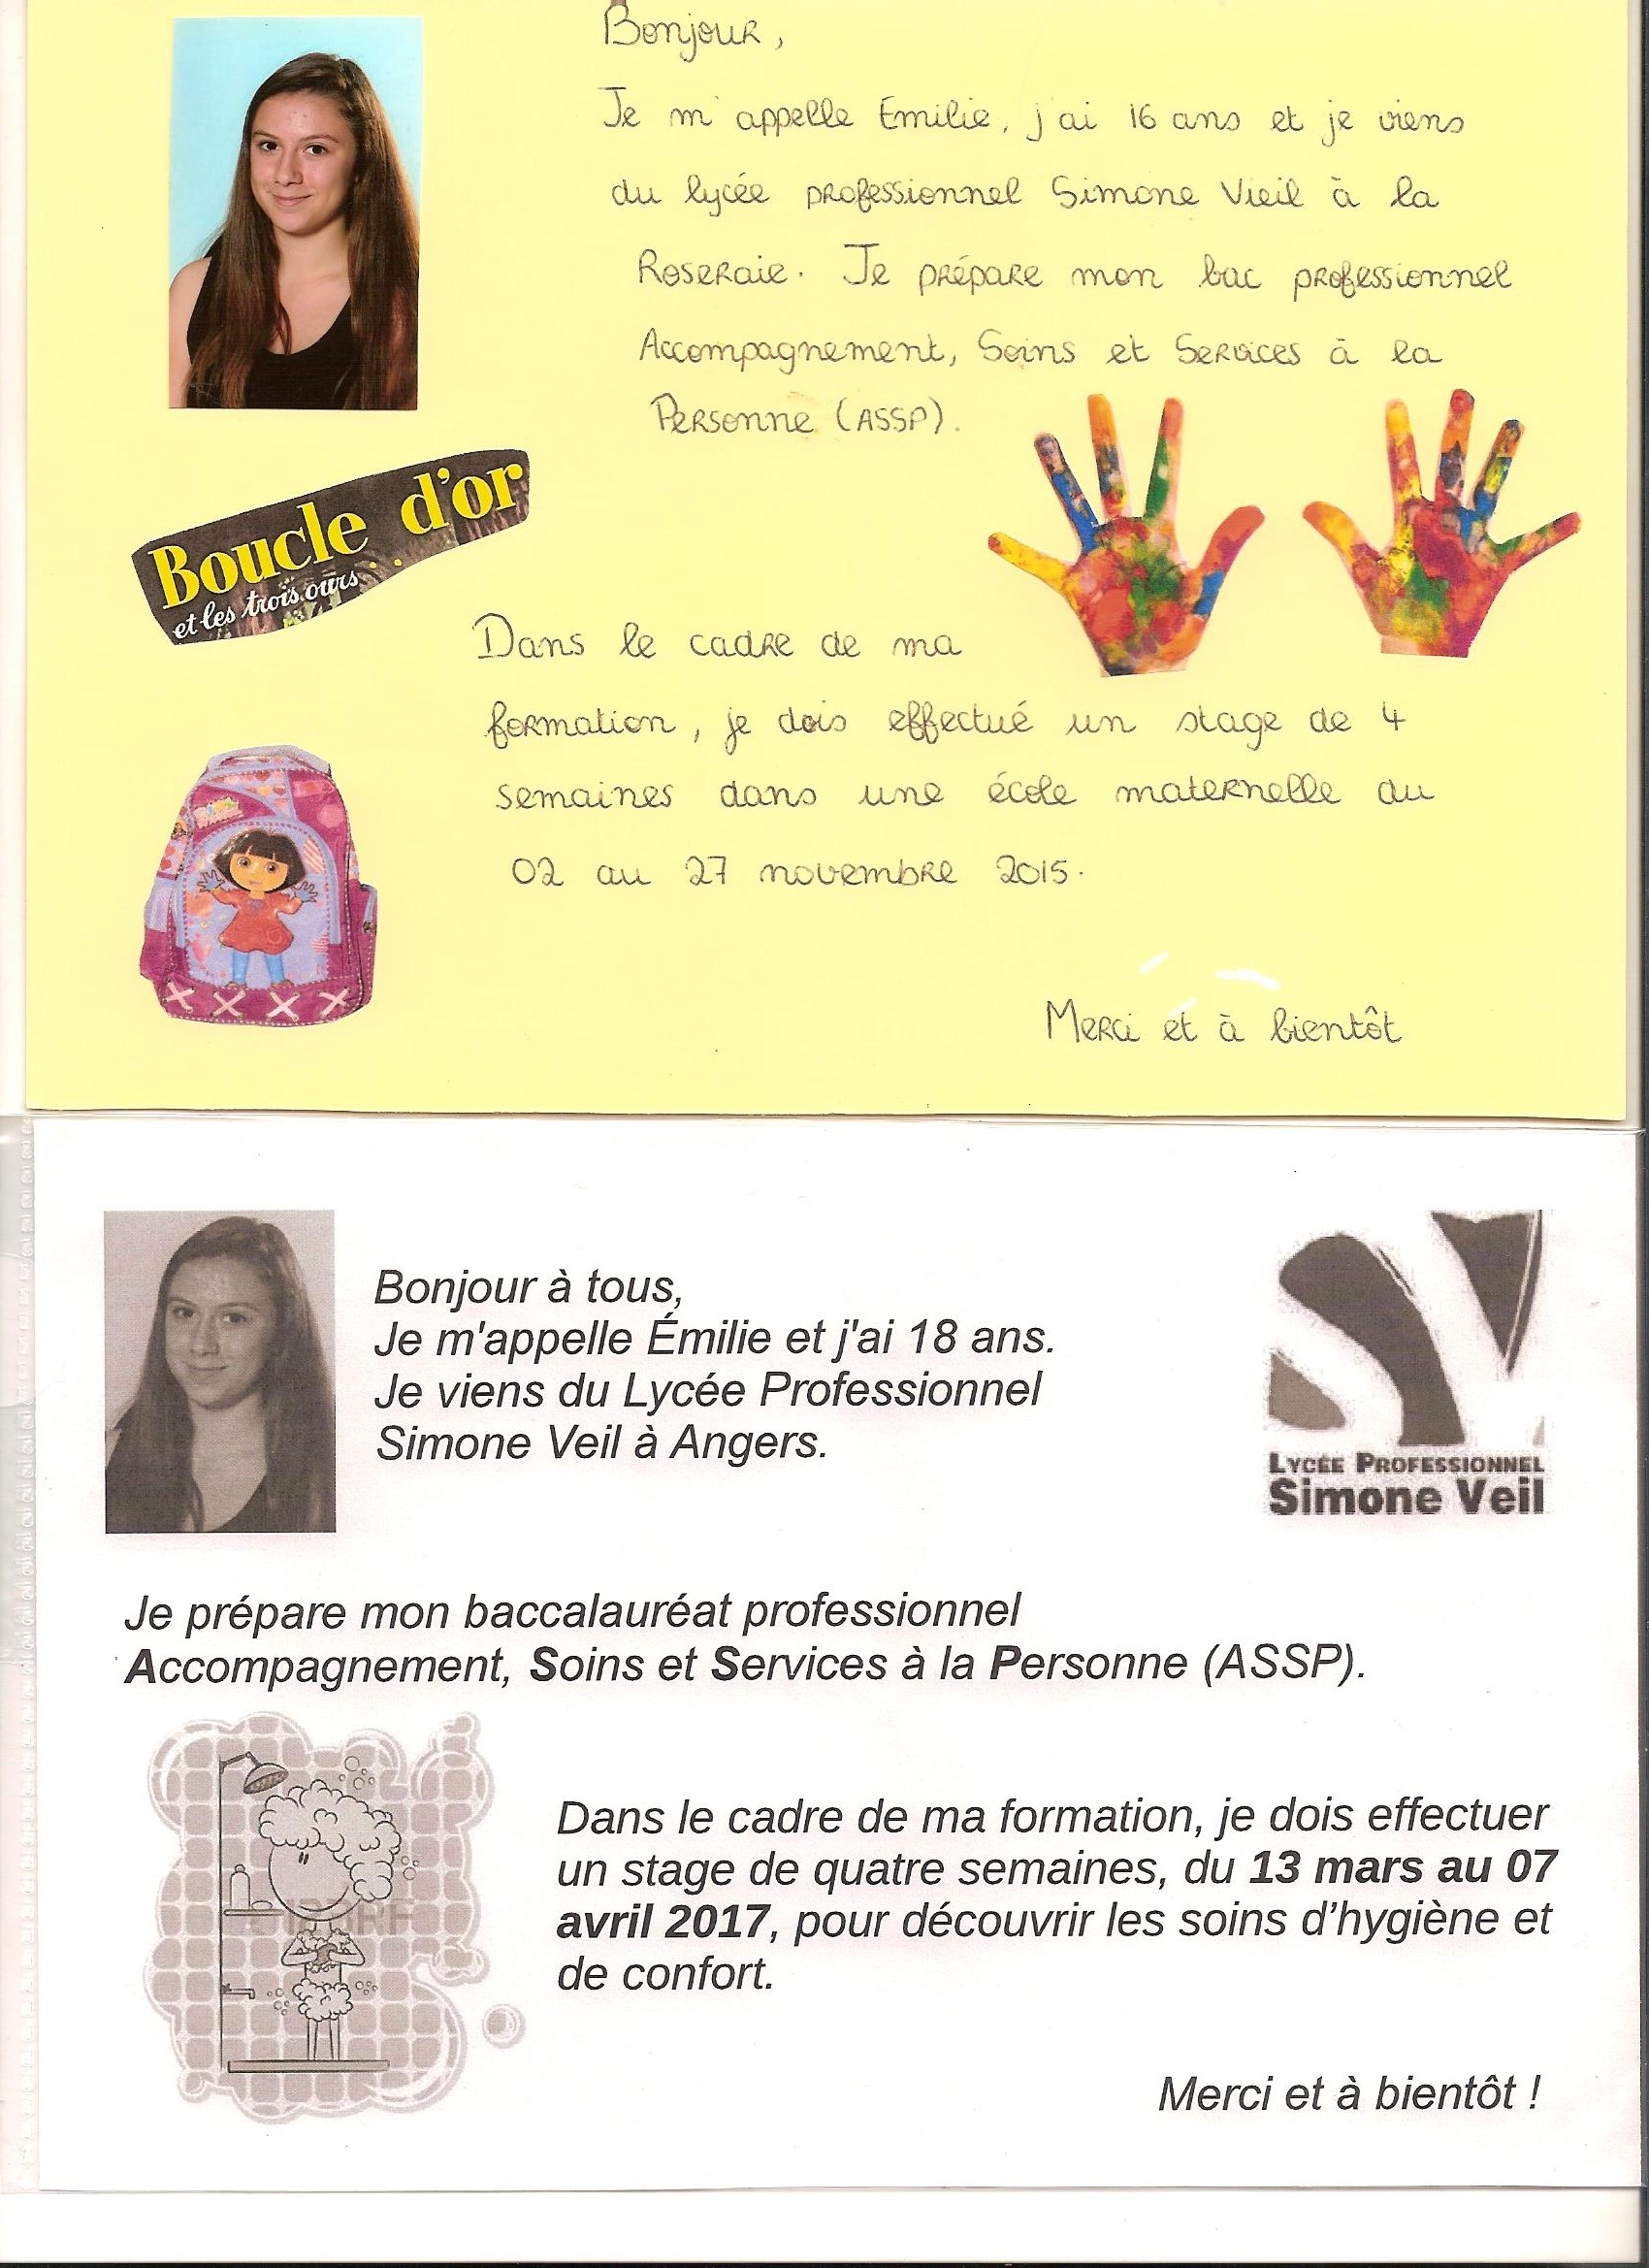 Bonjour,
Je m'appelle Emilie, j'ai 16 ans et je viens
du lycée professionnel Simone Vieil à la
Roseraie. Je prépare mon bac professionnel
Accompagnement, Soins et Services à la
Personne (ASSP).
Boucle d'or
et les trois ours
Dans le cadre de ma
formation, je dois effectué un stage de 4
semaines dans une école maternelle du
02 au 27 novembre 2015.
Merci et à bientôt
Bonjour à tous,
Je m'appelle Émilie et j'ai 18 ans.
Je viens du Lycée Professionnel
Simone Veil à Angers.
LYCÉE PROFESSIONNEL
Simone Veil
Je prépare mon baccalauréat professionnel
Accompagnement, Soins et Services à la Personne (ASSP).
Dans le cadre de ma formation, je dois effectuer
un stage de quatre semaines, du 13 mars au 07
avril 2017, pour découvrir les soins d’hygiène et
de confort.
Merci et à bientôt !